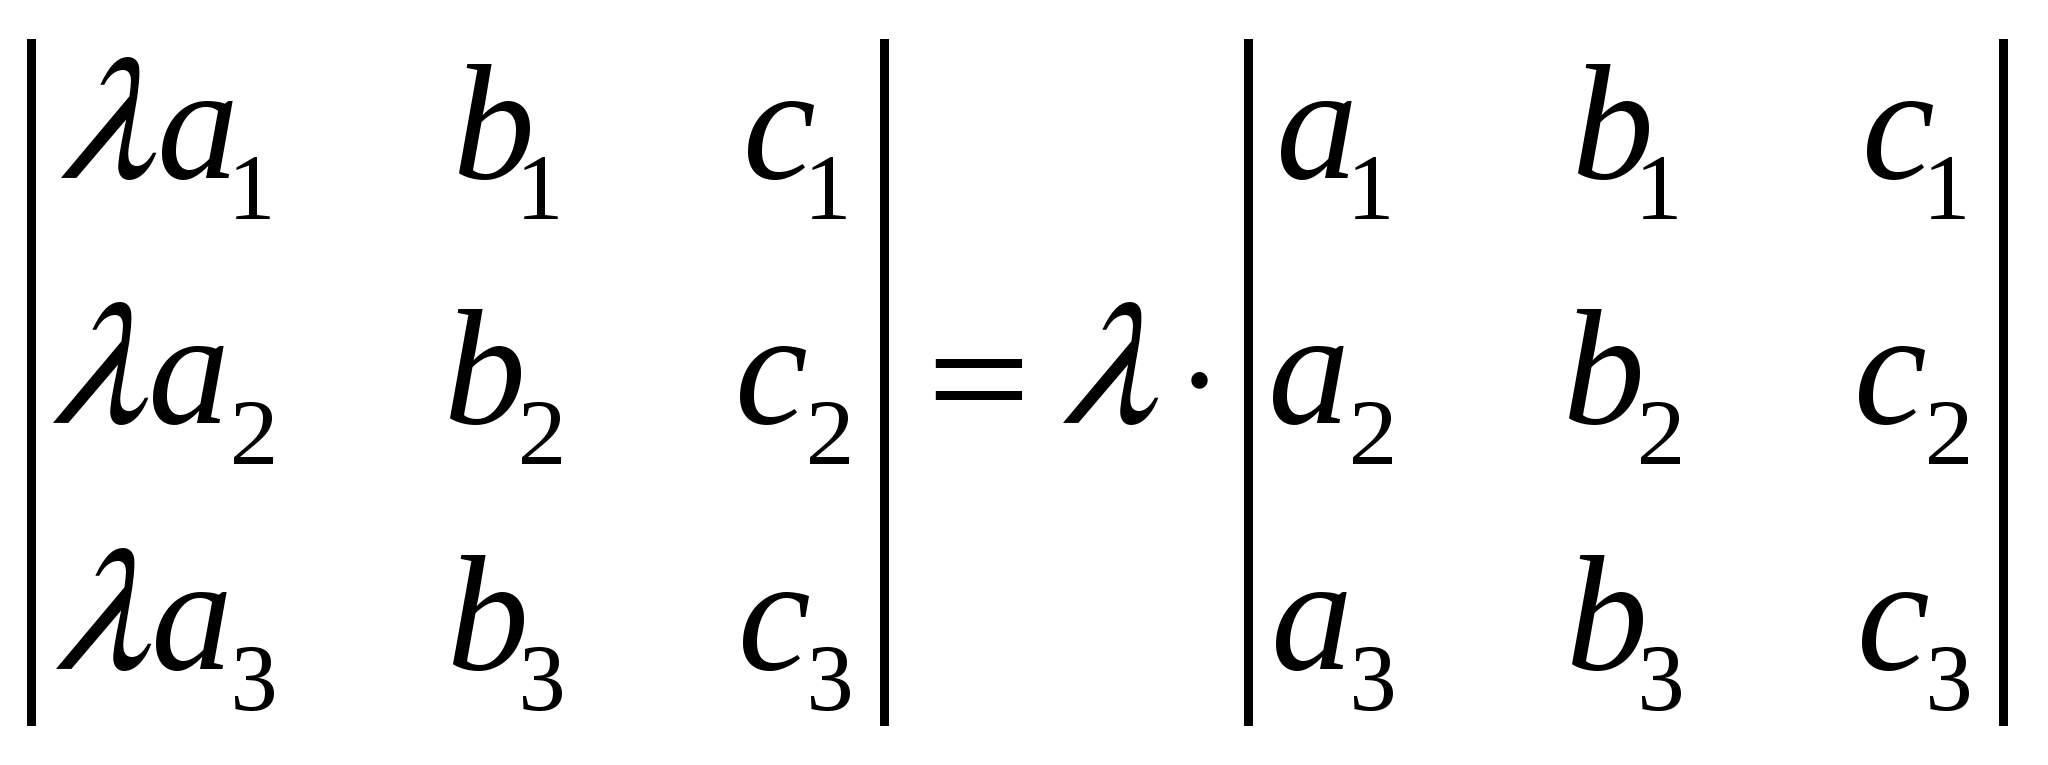 | λa₁ b₁ c₁ | | a₁ b₁ c₁ |
| λa₂ b₂ c₂ | = λ · | a₂ b₂ c₂ |
| λa₃ b₃ c₃ | | a₃ b₃ c₃ |